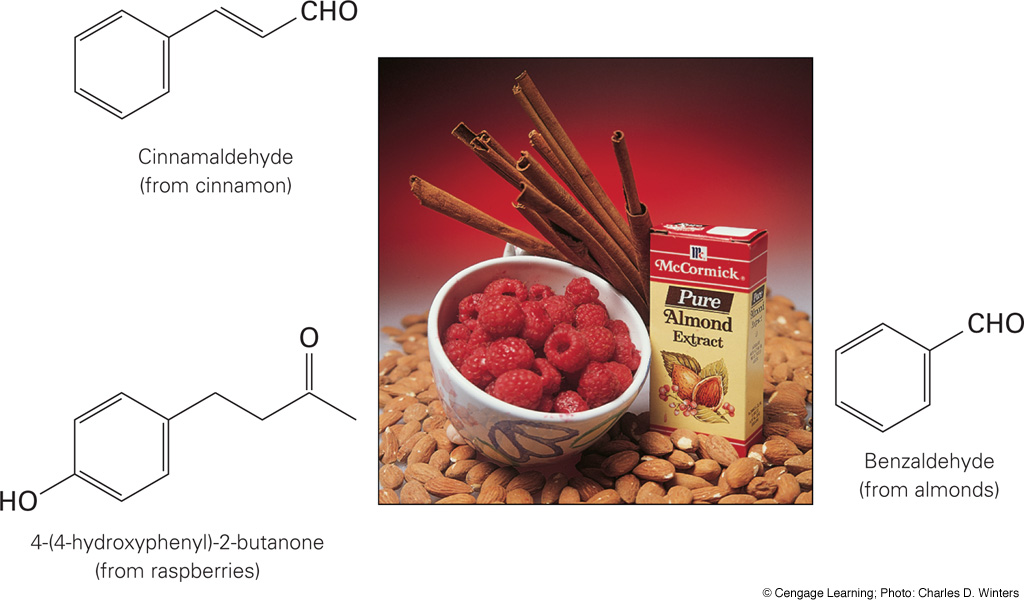 CHO
Cinnamaldehyde
(from cinnamon)
McCormick®
Pure
Almond
Extract
O
HO
4-(4-hydroxyphenyl)-2-butanone
(from raspberries)
CHO
Benzaldehyde
(from almonds)
© Cengage Learning; Photo: Charles D. Winters